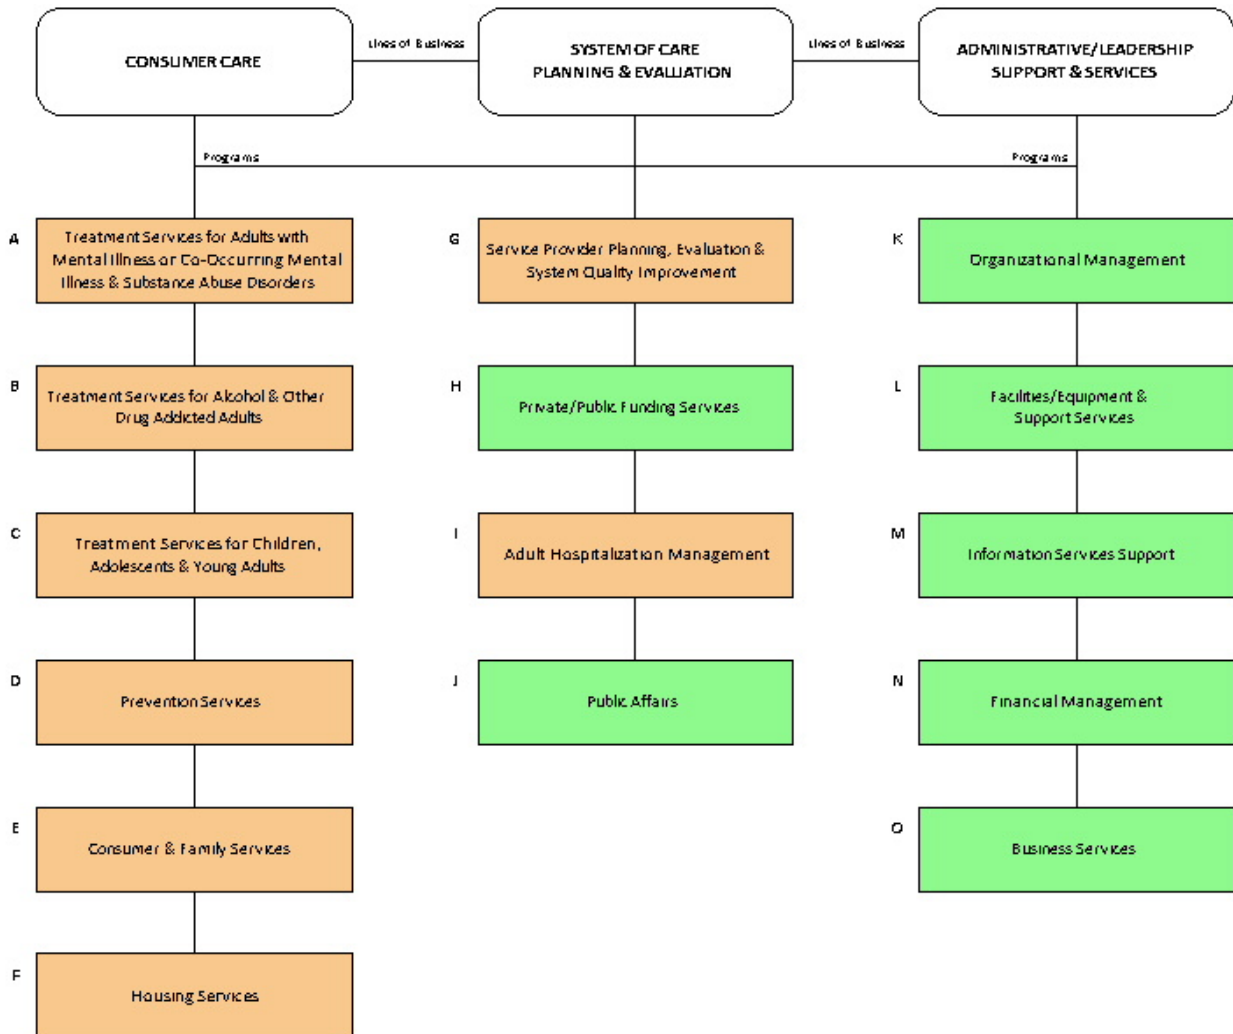 CONSUMER CARE
Lines of Business
SYSTEM OF CARE
PLANNING & EVALUATION
Lines of Business
ADMINISTRATIVE/LEADERSHIP
SUPPORT & SERVICES
Programs
Programs
A
Treatment Services for Adults with
Mental Illness or Co-Occurring Mental
Illness & Substance Abuse Disorders
G
Service Provider Planning, Evaluation &
System Quality Improvement
K
Organizational Management
B
Treatment Services for Alcohol & Other
Drug Addicted Adults
H
Private/Public Funding Services
L
Facilities/Equipment &
Support Services
C
Treatment Services for Children,
Adolescents & Young Adults
I
Adult Hospitalization Management
M
Information Services Support
D
Prevention Services
J
Public Affairs
N
Financial Management
E
Consumer & Family Services
O
Business Services
F
Housing Services